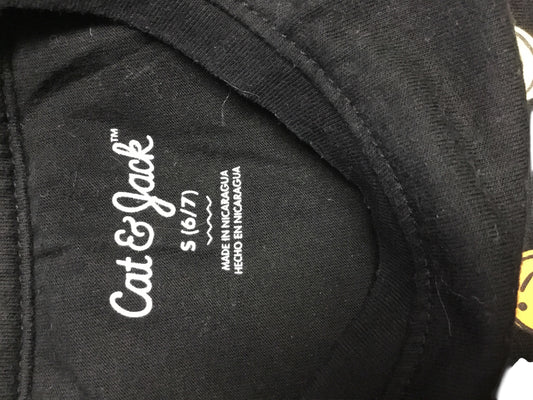 Cat & Jack™
S (6/7)
MADE IN NICARAGUA
HECHO EN NICARAGUA